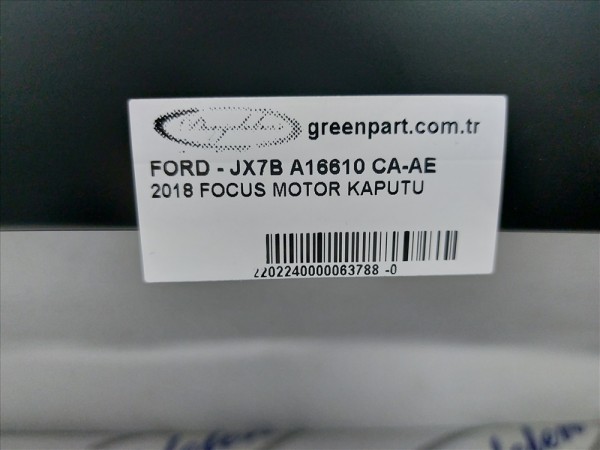 greenpart.com.tr
FORD - JX7B A16610 CA-AE
2018 FOCUS MOTOR KAPUTU
2202240000063788 -0